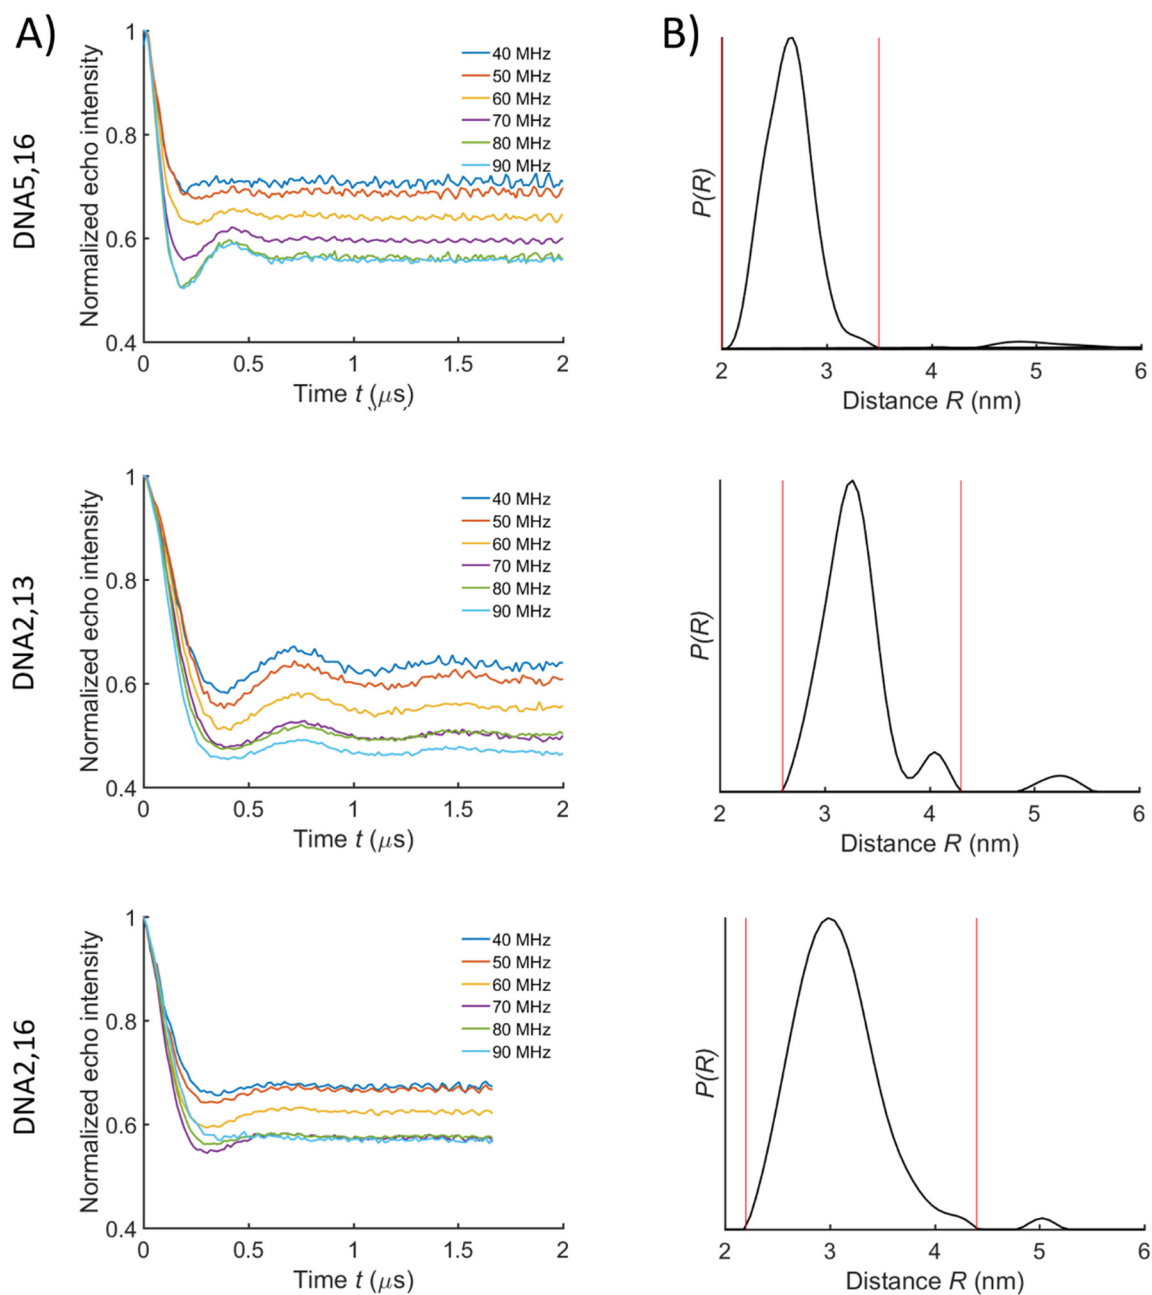 A)
B)
DNA5,16
Normalized echo intensity
1
0.8
0.6
0.4
40 MHz
50 MHz
60 MHz
70 MHz
80 MHz
90 MHz
0 0.5 1 1.5 2
Time t (μs)
P(R)
2 3 4 5 6
Distance R (nm)
DNA2,13
Normalized echo intensity
1
0.8
0.6
0.4
40 MHz
50 MHz
60 MHz
70 MHz
80 MHz
90 MHz
0 0.5 1 1.5 2
Time t (μs)
P(R)
2 3 4 5 6
Distance R (nm)
DNA2,16
Normalized echo intensity
1
0.8
0.6
0.4
40 MHz
50 MHz
60 MHz
70 MHz
80 MHz
90 MHz
0 0.5 1 1.5 2
Time t (μs)
P(R)
2 3 4 5 6
Distance R (nm)